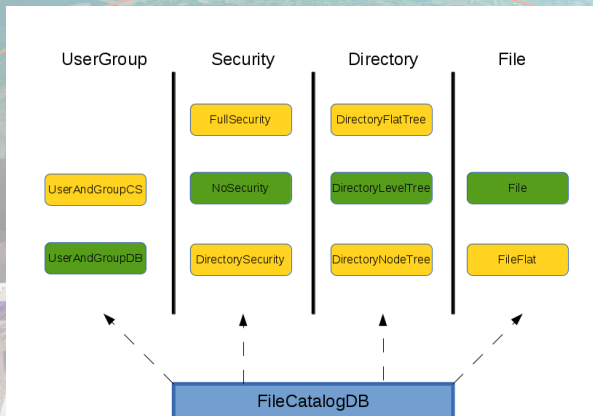 UserGroup Security Directory File
FullSecurity DirectoryFlatTree
UserAndGroupCS NoSecurity DirectoryLevelTree File
UserAndGroupDB DirectorySecurity DirectoryNodeTree FileFlat
FileCatalogDB